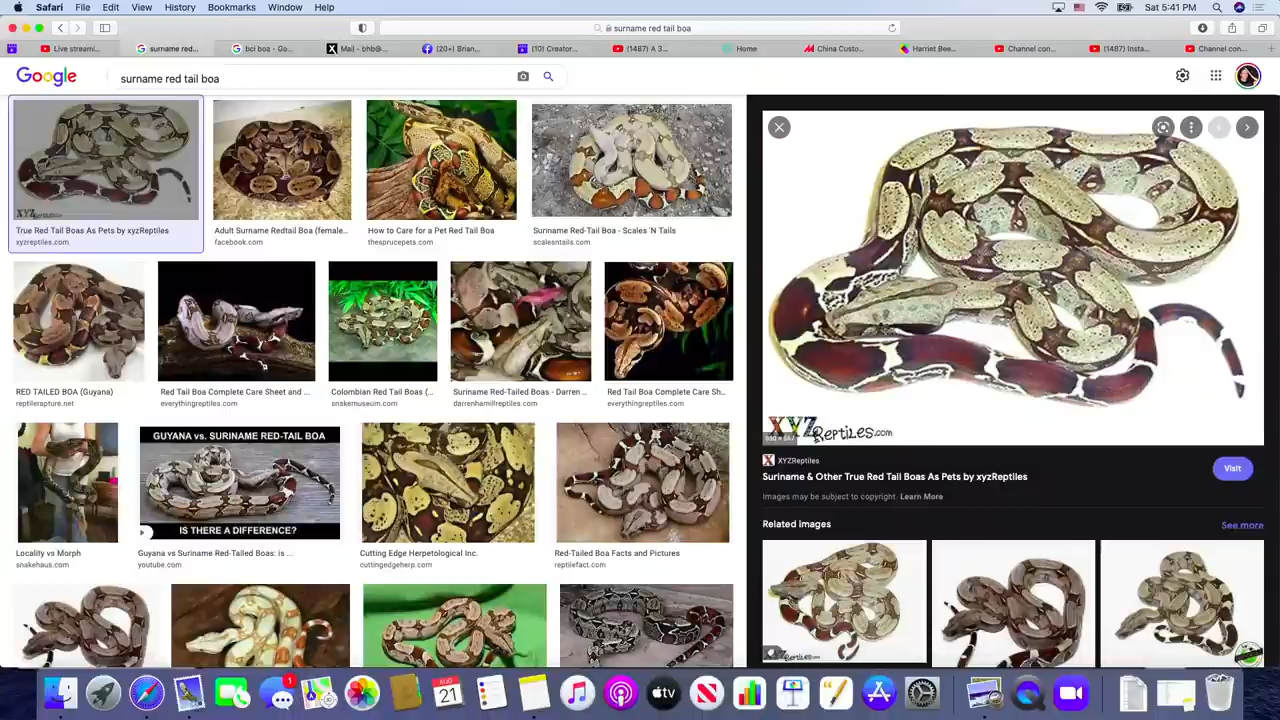 Safari File Edit View History Bookmarks Window Help Sat 5:41 PM
surname red tail boa
Live streami... surname red... bci boa - Go... Mail - bhb@... (20+) Brian... (10) Creator... (1487) A 3... Home China Custo... Harriet Bee... Channel con... (1487) Insta... Channel con...
Google surname red tail boa
True Red Tail Boas As Pets by xyzReptiles
xyzreptiles.com
Adult Surname Redtail Boa (female...
facebook.com
How to Care for a Pet Red Tail Boa
thesprucepets.com
Suriname Red-Tail Boa - Scales 'N Tails
scalesntails.com
RED TAILED BOA (Guyana)
reptilerapture.net
Red Tail Boa Complete Care Sheet and ...
everythingreptiles.com
Colombian Red Tail Boas (...
snakemuseum.com
Suriname Red-Tailed Boas - Darren ...
darrenhamillreptiles.com
Red Tail Boa Complete Care Sh...
everythingreptiles.com
Locality vs Morph
snakehaus.com
GUYANA vs. SURINAME RED-TAIL BOA
IS THERE A DIFFERENCE?
Guyana vs Suriname Red-Tailed Boas: is ...
youtube.com
Cutting Edge Herpetological Inc.
cuttingedgeherp.com
Red-Tailed Boa Facts and Pictures
reptilefact.com
XYZ Reptiles.com
XYZReptiles
Suriname & Other True Red Tail Boas As Pets by xyzReptiles
Visit
Images may be subject to copyright. Learn More
Related images See more
AUG
21
1
tv